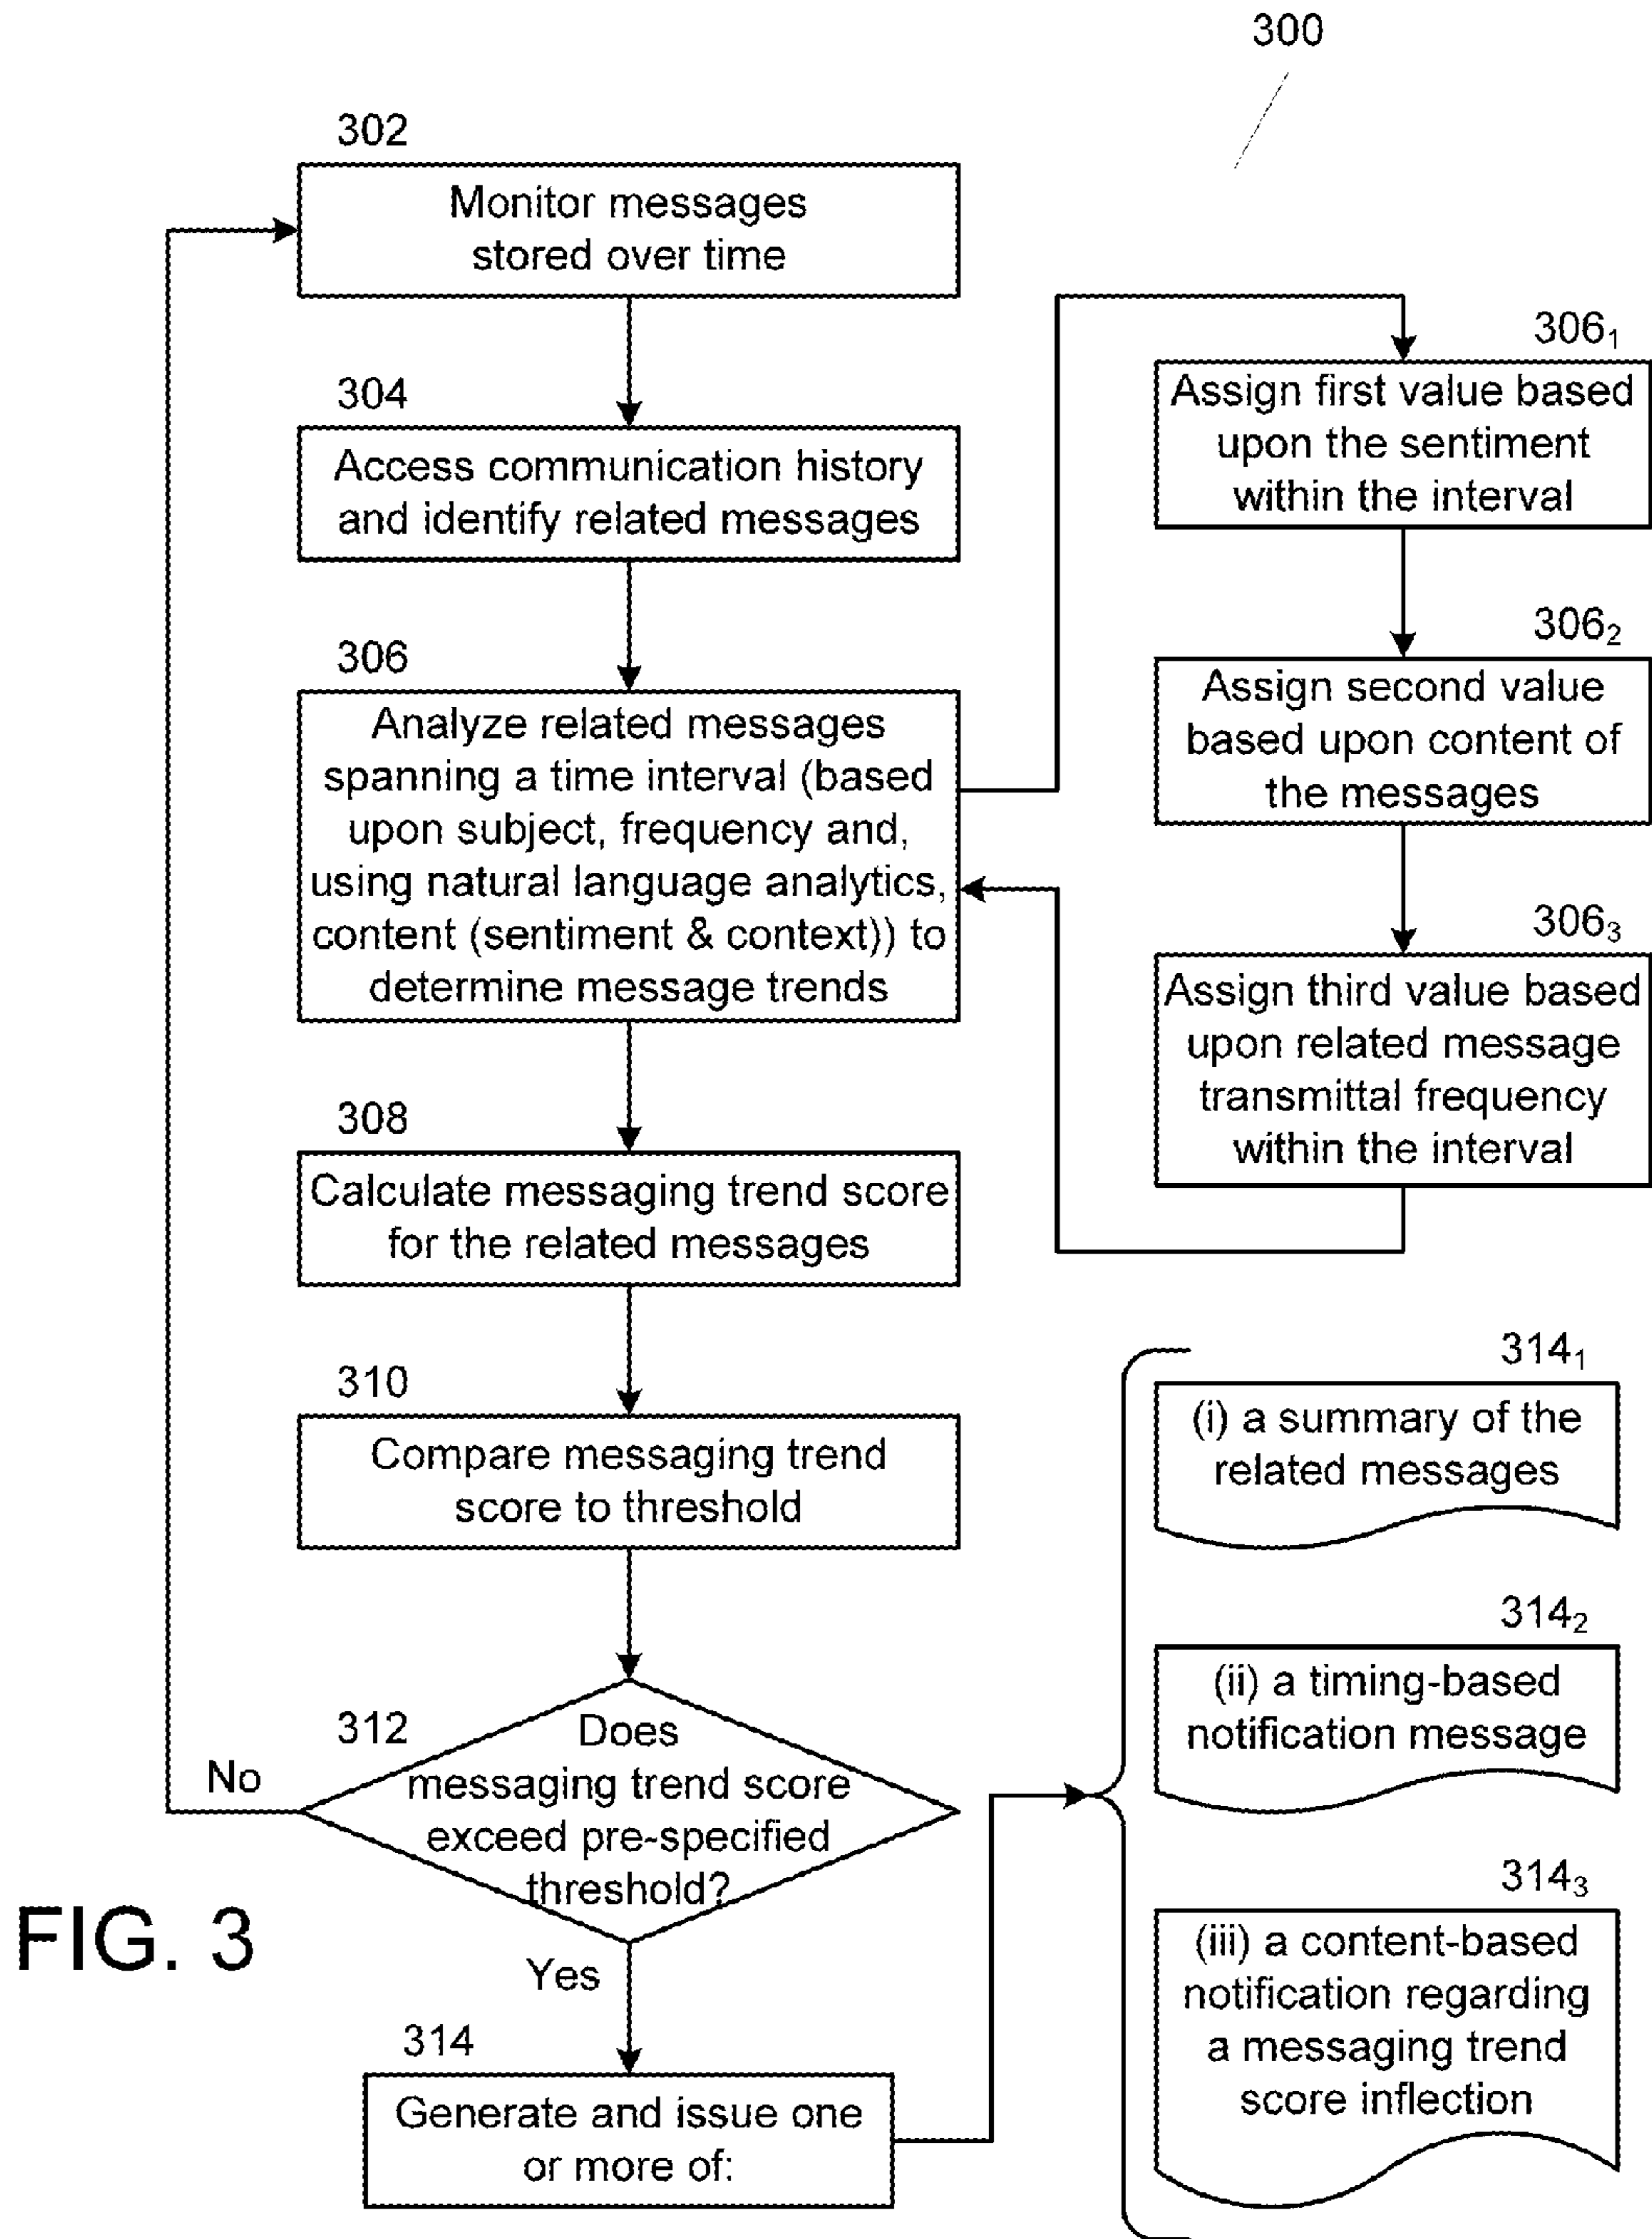 300
302
Monitor messages
stored over time
304
Access communication history
and identify related messages
306
Analyze related messages
spanning a time interval (based
upon subject, frequency and,
using natural language analytics,
content (sentiment & context)) to
determine message trends
306₁
Assign first value based
upon the sentiment
within the interval
306₂
Assign second value
based upon content of
the messages
306₃
Assign third value based
upon related message
transmittal frequency
within the interval
308
Calculate messaging trend score
for the related messages
310
Compare messaging trend
score to threshold
312
Does
messaging trend score
exceed pre-specified
threshold?
No
Yes
314
Generate and issue one
or more of:
314₁
(i) a summary of the
related messages
314₂
(ii) a timing-based
notification message
314₃
(iii) a content-based
notification regarding
a messaging trend
score inflection
FIG. 3